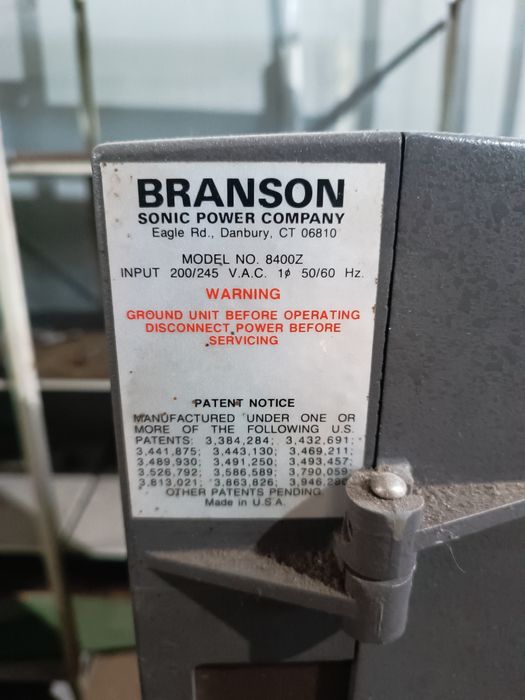 BRANSON
SONIC POWER COMPANY
Eagle Rd., Danbury, CT 06810
MODEL NO. 8400Z
INPUT 200/245 V.A.C. 1ϕ 50/60 Hz.
WARNING
GROUND UNIT BEFORE OPERATING
DISCONNECT POWER BEFORE
SERVICING
PATENT NOTICE
MANUFACTURED UNDER ONE OR
MORE OF THE FOLLOWING U.S.
PATENTS: 3,384,284; 3,432,691;
3,441,875; 3,443,130; 3,469,211;
3,489,930; 3,491,250; 3,493,457;
3,526,792; 3,586,589; 3,790,059;
3,813,021; 3,863,826;
OTHER PATENTS PENDING
Made in U.S.A.